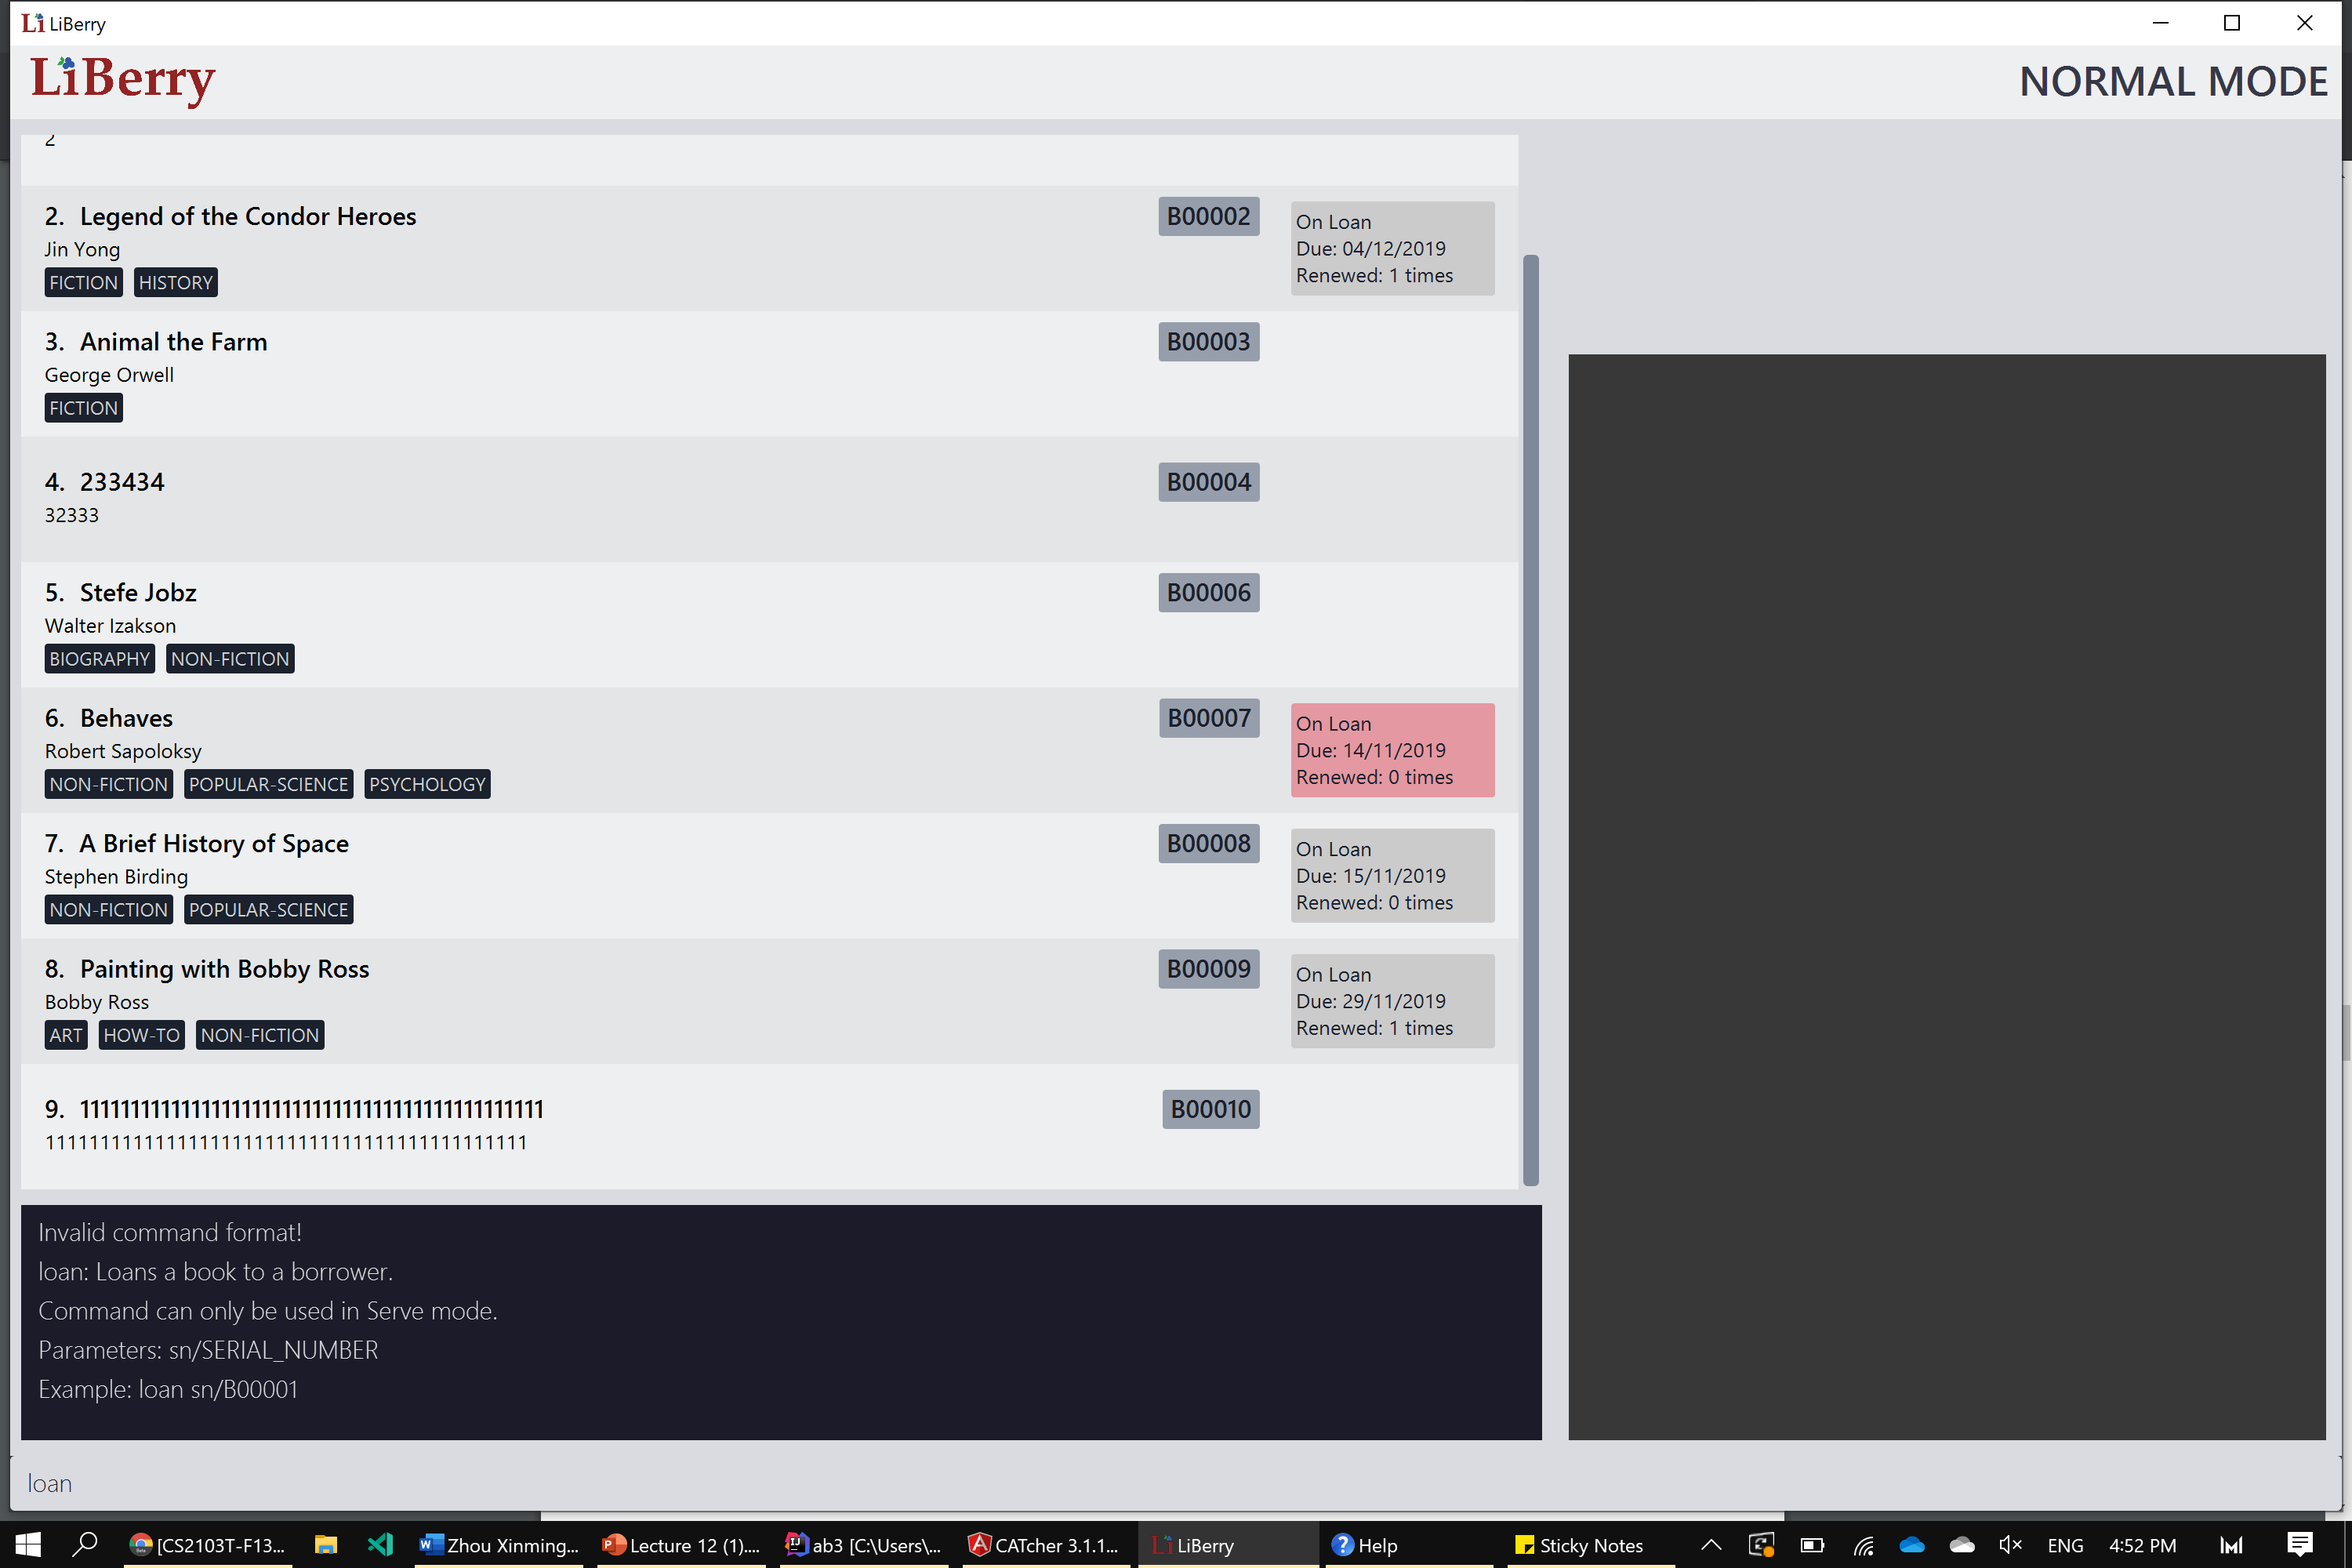 LiBerry
LiBerry
NORMAL MODE
2
2. Legend of the Condor Heroes
B00002
Jin Yong
FICTION HISTORY
On Loan
Due: 04/12/2019
Renewed: 1 times
3. Animal the Farm
B00003
George Orwell
FICTION
4. 233434
B00004
32333
5. Stefe Jobz
B00006
Walter Izakson
BIOGRAPHY NON-FICTION
6. Behaves
B00007
Robert Sapoloksy
NON-FICTION POPULAR-SCIENCE PSYCHOLOGY
On Loan
Due: 14/11/2019
Renewed: 0 times
7. A Brief History of Space
B00008
Stephen Birding
NON-FICTION POPULAR-SCIENCE
On Loan
Due: 15/11/2019
Renewed: 0 times
8. Painting with Bobby Ross
B00009
Bobby Ross
ART HOW-TO NON-FICTION
On Loan
Due: 29/11/2019
Renewed: 1 times
9.
B00010
Invalid command format!
loan: Loans a book to a borrower.
Command can only be used in Serve mode.
Parameters: sn/SERIAL_NUMBER
Example: loan sn/B00001
loan
[CS2103T-F13... Zhou Xinming... Lecture 12 (1).... ab3 [C:\Users\... CATcher 3.1.1... LiBerry Help Sticky Notes ENG 4:52 PM